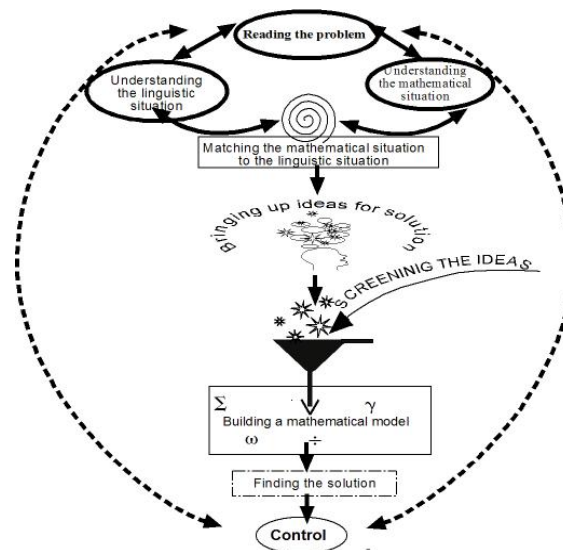 Reading the problem
Understanding
the linguistic
situation
Understanding
the mathematical
situation
Matching the mathematical situation
to the linguistic situation
Bringing up ideas for solution
SCREENINIG THE IDEAS
Σ γ
Building a mathematical model
ω ÷
Finding the solution
Control